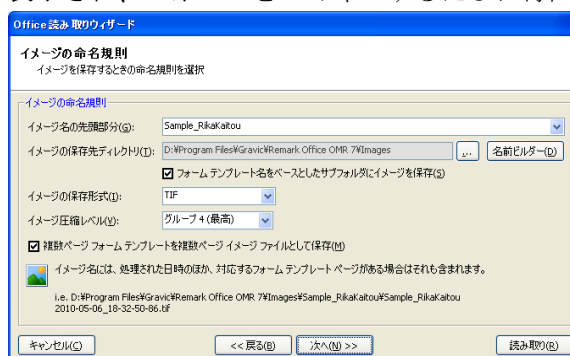 Office 読み取りウィザード
イメージの命名規則
イメージを保存するときの命名規則を選択
イメージの命名規則
イメージ名の先頭部分(G):
Sample_RikaKaitou
イメージの保存先ディレクトリ(T):
D:¥Program Files¥Gravic¥Remark Office OMR 7¥Images
...
名前ビルダー(D)
フォーム テンプレート名をベースとしたサブフォルダにイメージを保存(S)
イメージの保存形式(I):
TIF
イメージ圧縮レベル(V):
グループ 4 (最高)
複数ページ フォーム テンプレートを複数ページ イメージ ファイルとして保存(M)
イメージ名には、処理された日時のほか、対応するフォーム テンプレート ページがある場合はそれも含まれます。
i.e. D:¥Program Files¥Gravic¥Remark Office OMR 7¥Images¥Sample_RikaKaitou¥Sample_RikaKaitou
2010-05-06_18-32-50-86.tif
キャンセル(C)
<< 戻る(B)
次へ(N) >>
読み取り(R)